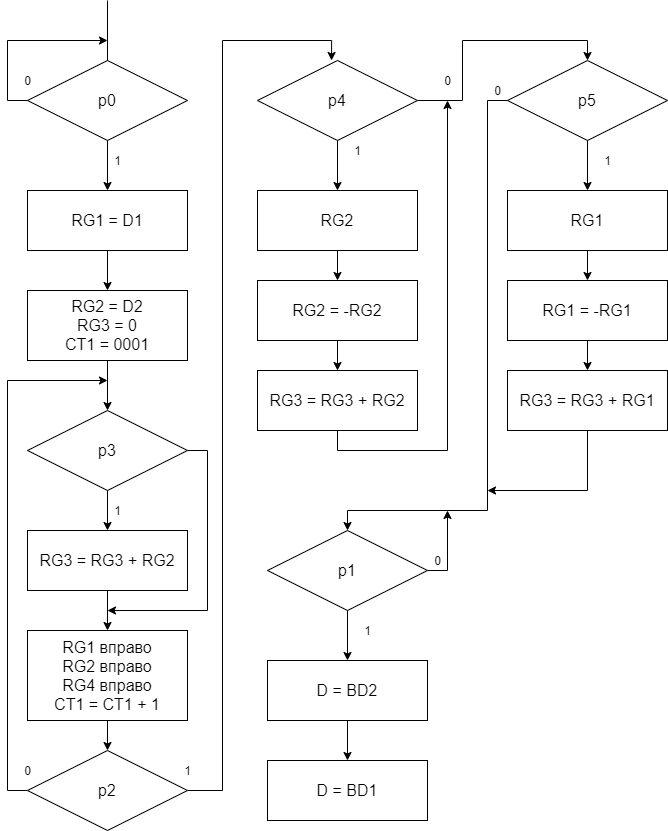 0
p0
1
RG1 = D1
RG2 = D2
RG3 = 0
CT1 = 0001
p3
1
RG3 = RG3 + RG2
RG1 вправо
RG2 вправо
RG4 вправо
CT1 = CT1 + 1
0
p2
1
p4
0
1
RG2
RG2 = -RG2
RG3 = RG3 + RG2
0
p5
1
RG1
RG1 = -RG1
RG3 = RG3 + RG1
p1
0
1
D = BD2
D = BD1